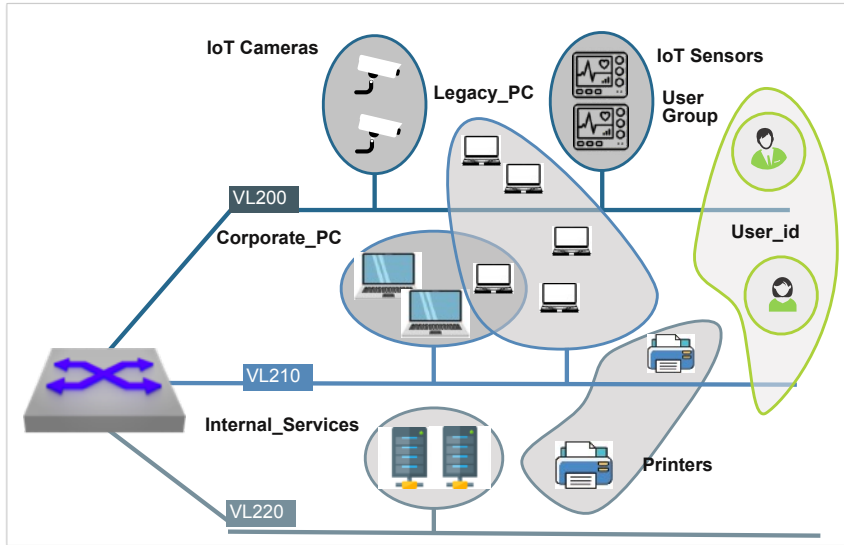 IoT Cameras
IoT Sensors
Legacy_PC
User
Group
VL200
Corporate_PC
User_id
VL210
Internal_Services
Printers
VL220